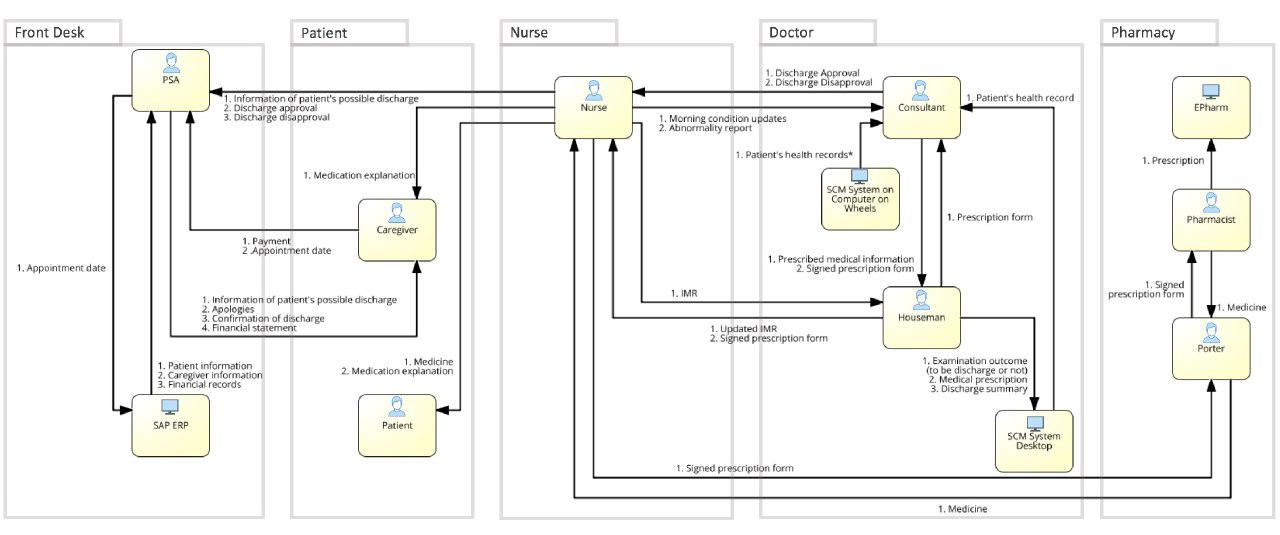 Front Desk
Patient
Nurse
Doctor
Pharmacy
PSA
1. Information of patient's possible discharge
2. Discharge approval
3. Discharge disapproval
Nurse
1. Discharge Approval
2. Discharge Disapproval
Consultant
1. Patient's health record
EPharm
1. Morning condition updates
2. Abnormality report
1. Patient's health records*
SCM System on
Computer on
Wheels
1. Prescription
1. Medication explanation
Caregiver
1. Prescription form
Pharmacist
1. Payment
2 .Appointment date
1. Appointment date
1. Prescribed medical information
2. Signed prescription form
1. Signed
prescription form
1. Medicine
1. Information of patient's possible discharge
2. Apologies
3. Confirmation of discharge
4. Financial statement
1. IMR
Houseman
1. Updated IMR
2. Signed prescription form
Porter
1. Patient information
2. Caregiver information
3. Financial records
1. Medicine
2. Medication explanation
1. Examination outcome
(to be discharge or not)
2. Medical prescription
3. Discharge summary
SAP ERP
Patient
SCM System
Desktop
1. Signed prescription form
1. Medicine